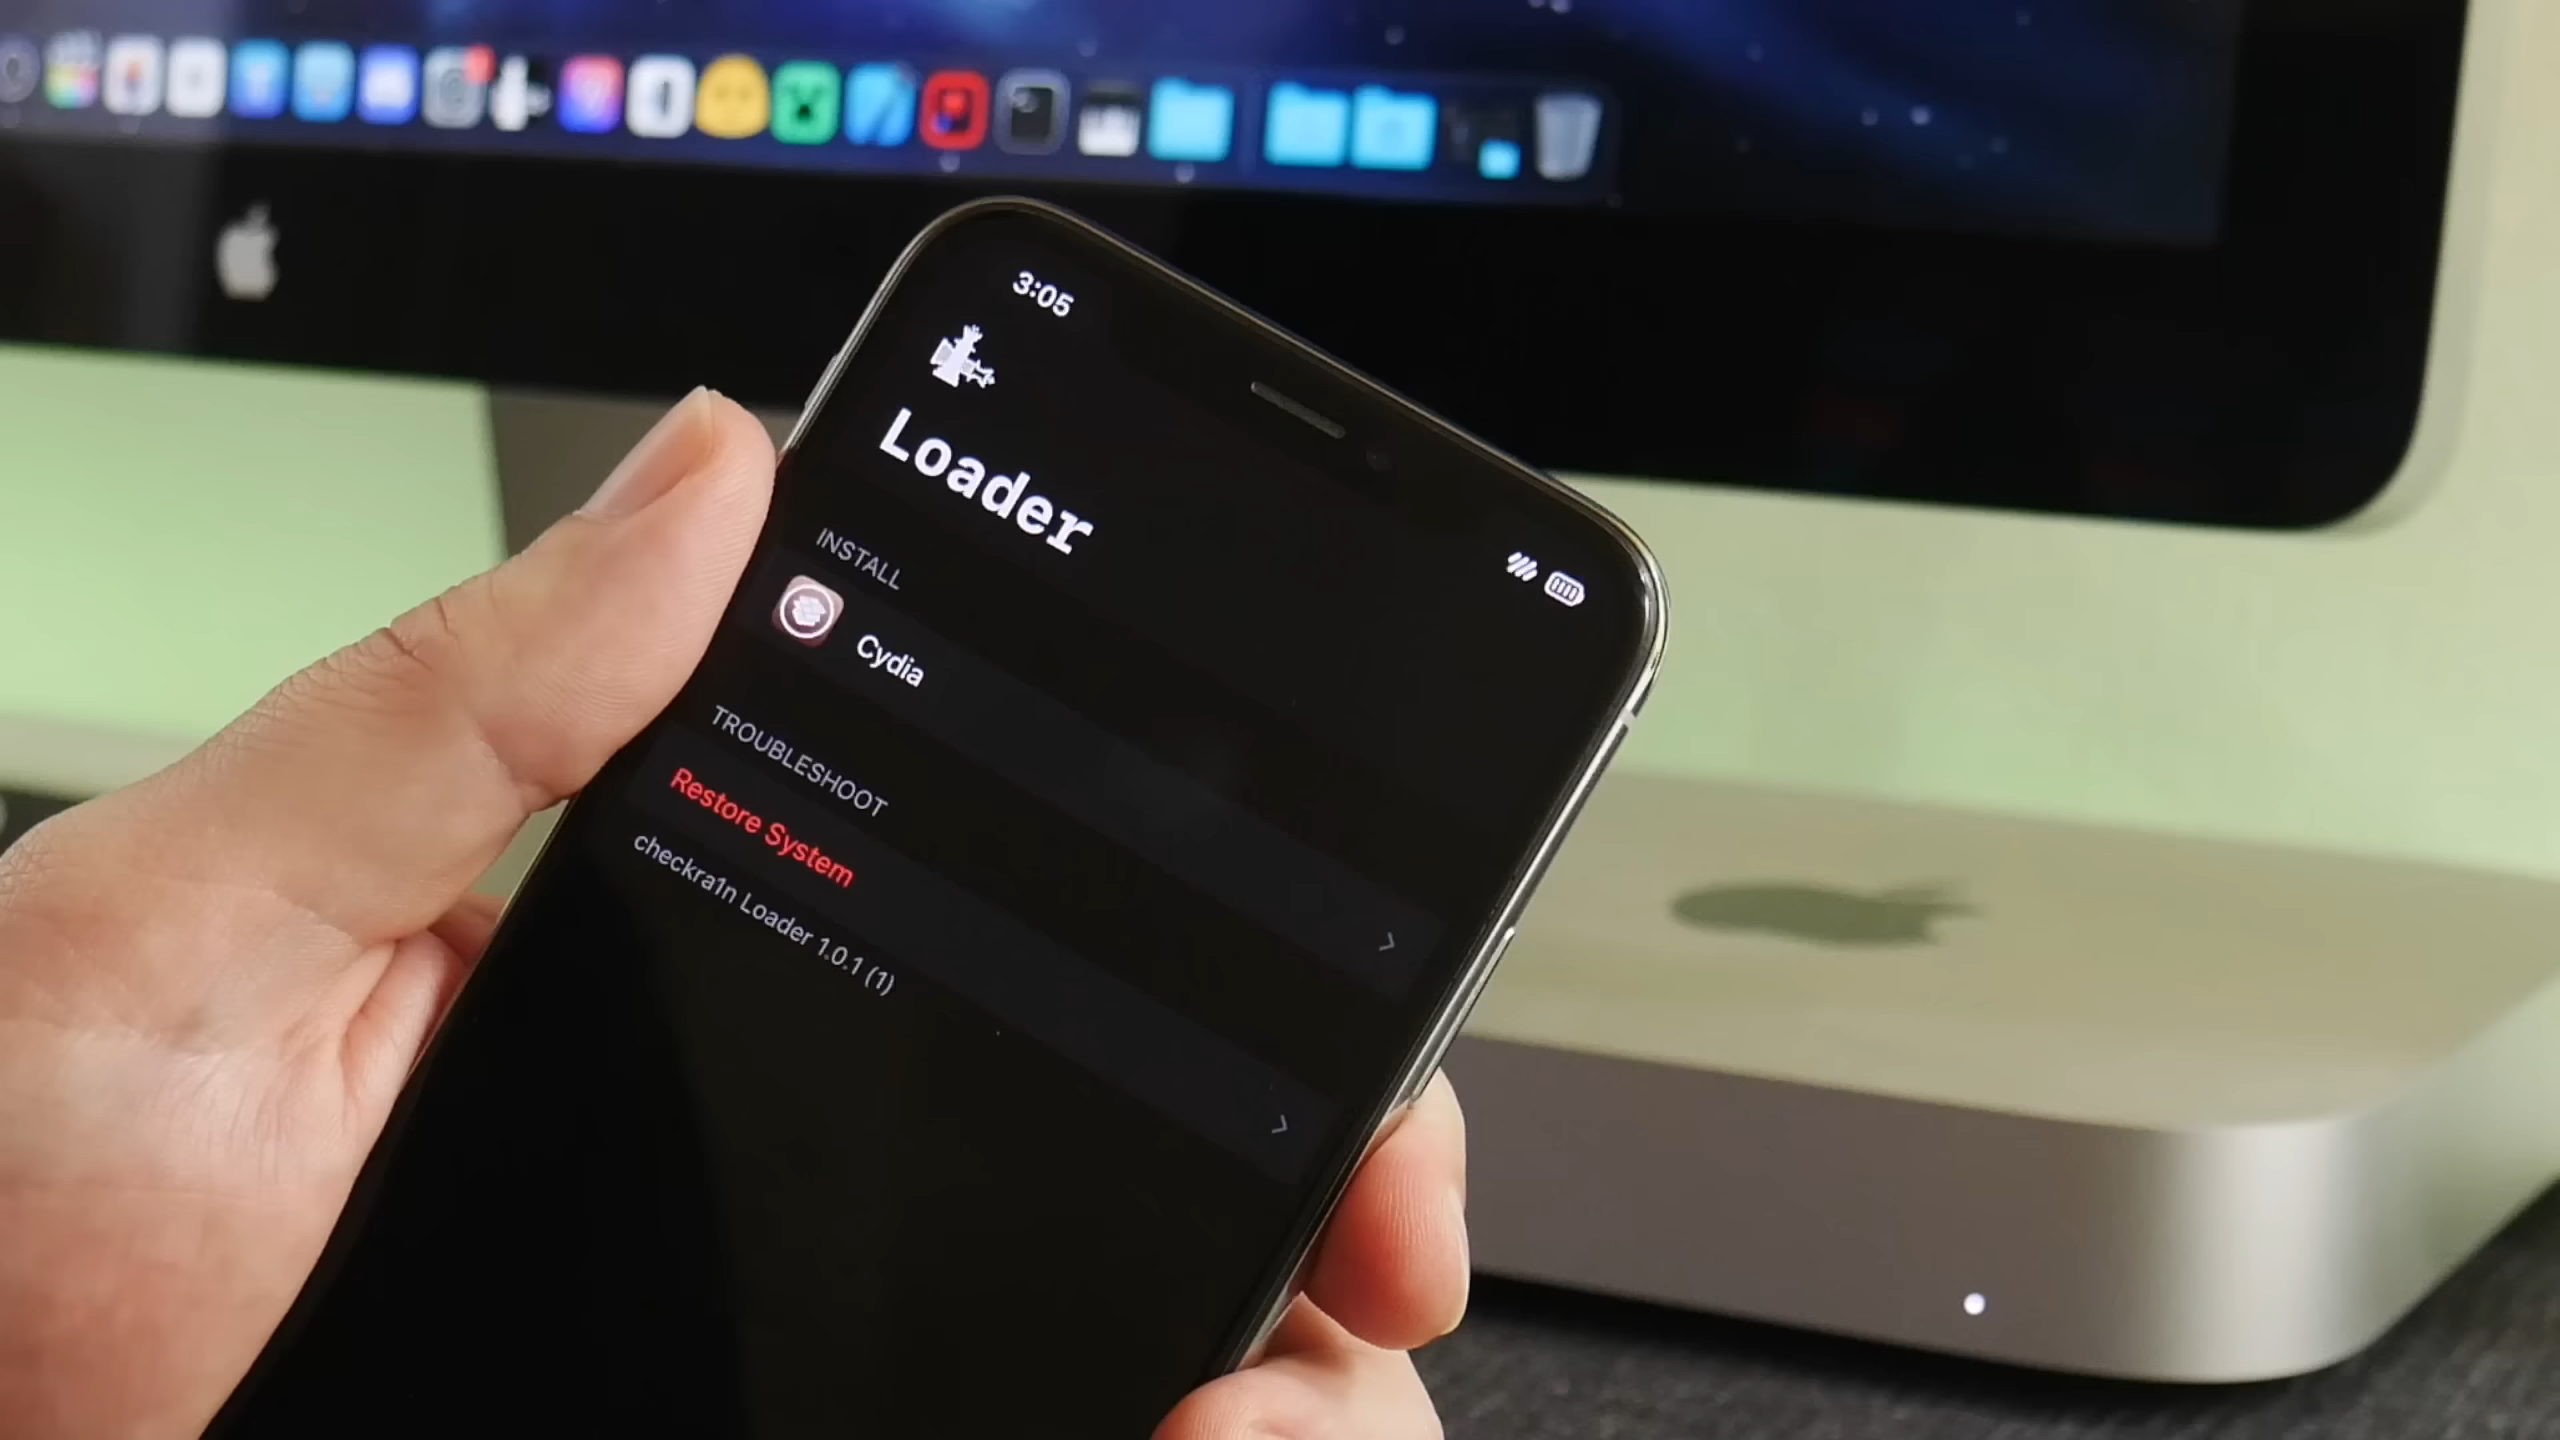 3:05
Loader
INSTALL
Cydia
TROUBLESHOOT
Restore System
checkra1n Loader 1.0.1 (1)